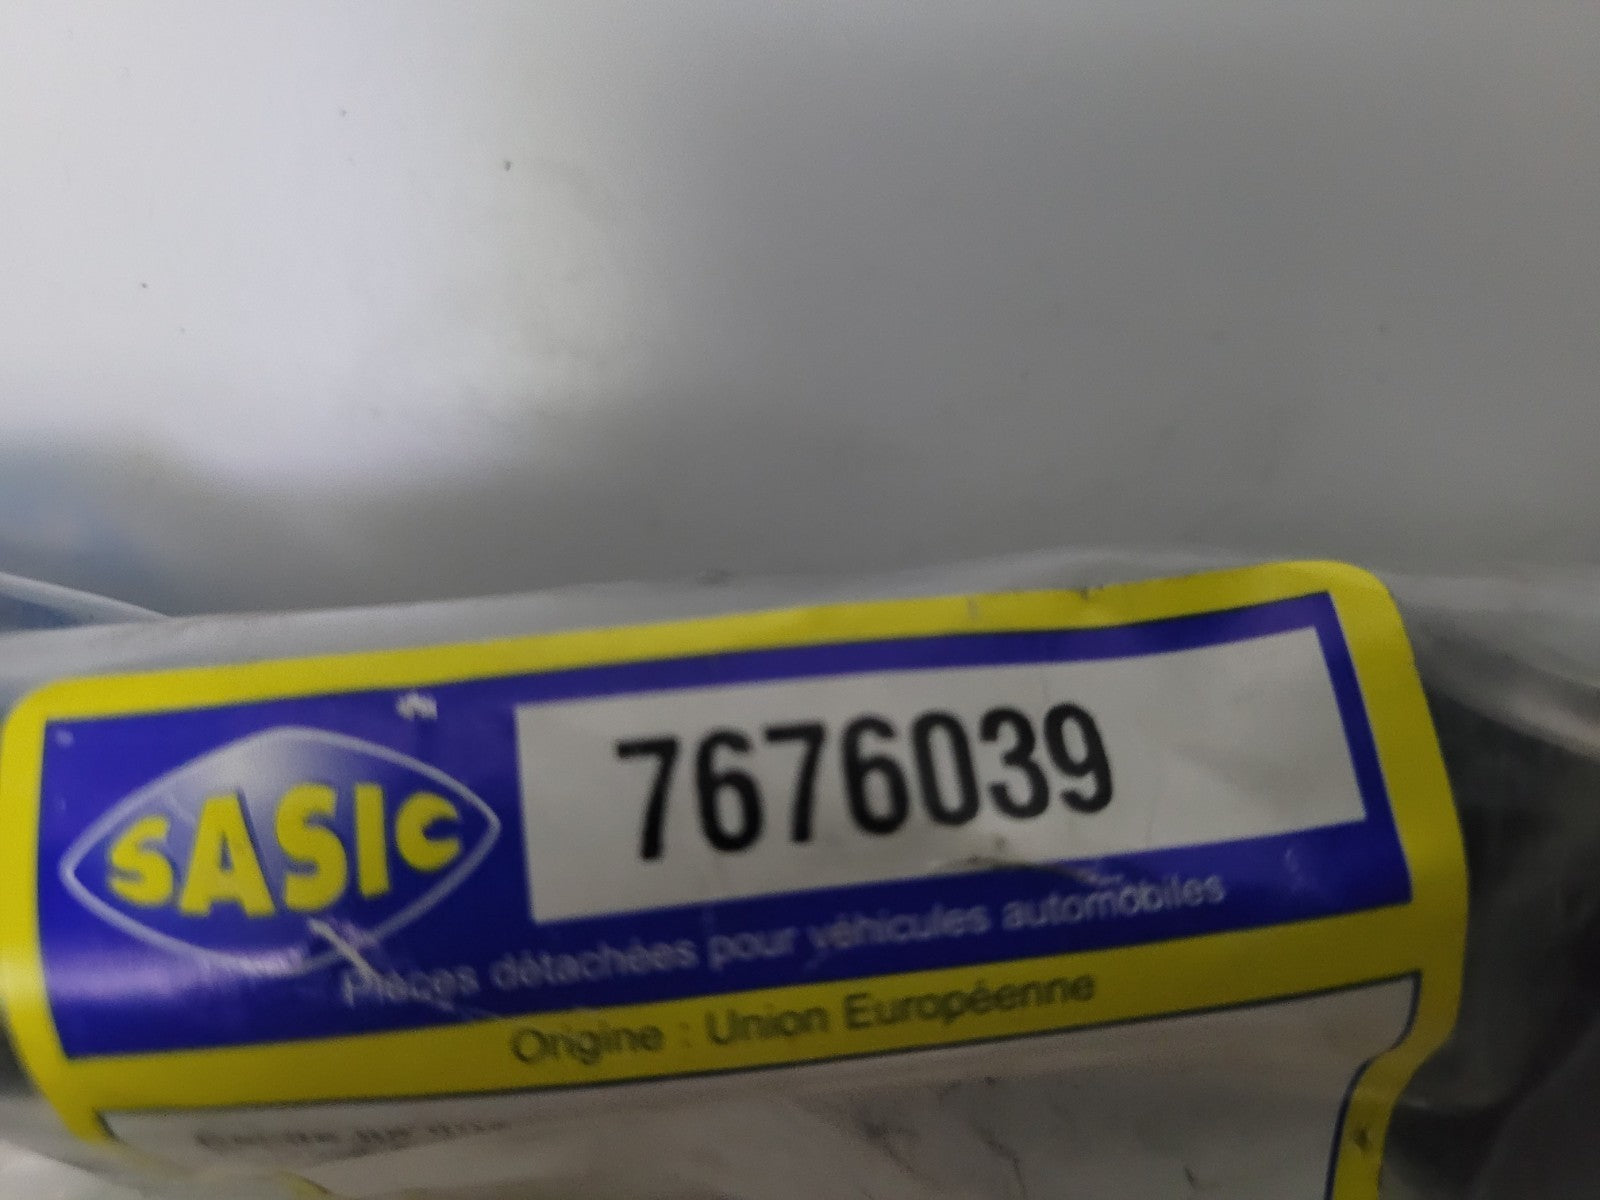 SASIC
7676039
Pièces détachées pour véhicules automobiles
Origine : Union Européenne